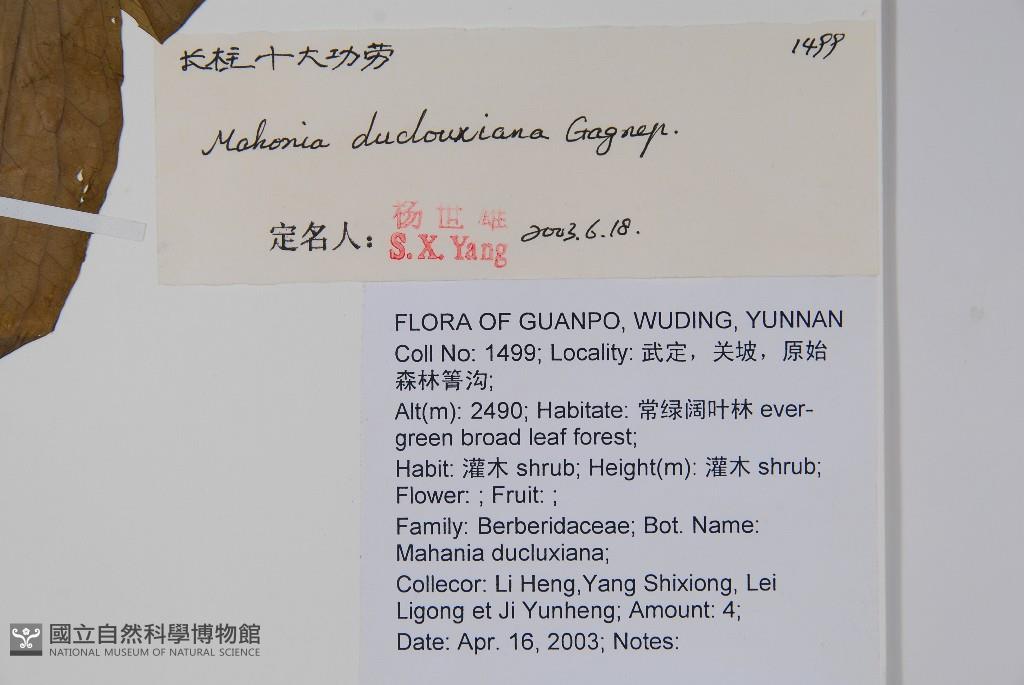 长柱十大功劳 1499
Mahonia duclouxiana Gagnep.
定名人： 杨世雄 S.X.Yang 2003.6.18.
FLORA OF GUANPO, WUDING, YUNNAN
Coll No: 1499; Locality: 武定，关坡，原始
森林箐沟;
Alt(m): 2490; Habitate: 常绿阔叶林 ever-
green broad leaf forest;
Habit: 灌木 shrub; Height(m): 灌木 shrub;
Flower: ; Fruit: ;
Family: Berberidaceae; Bot. Name:
Mahania ducluxiana;
Collecor: Li Heng,Yang Shixiong, Lei
Ligong et Ji Yunheng; Amount: 4;
Date: Apr. 16, 2003; Notes:
國立自然科學博物館
NATIONAL MUSEUM OF NATURAL SCIENCE